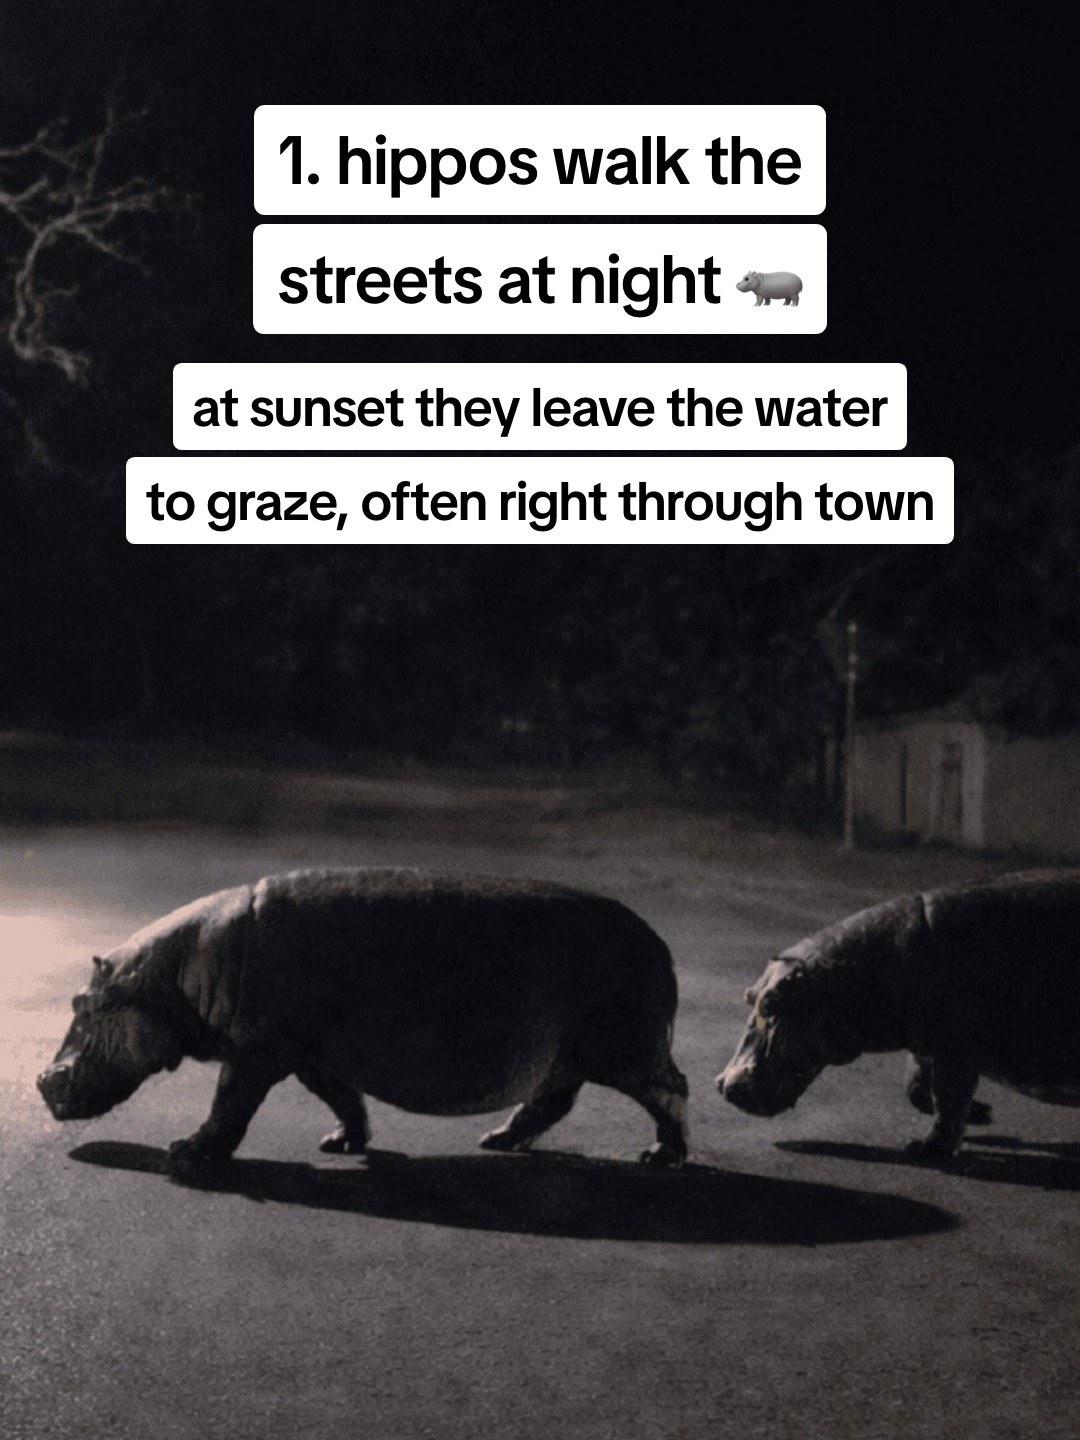 1. hippos walk the
streets at night 🦛
at sunset they leave the water
to graze, often right through town